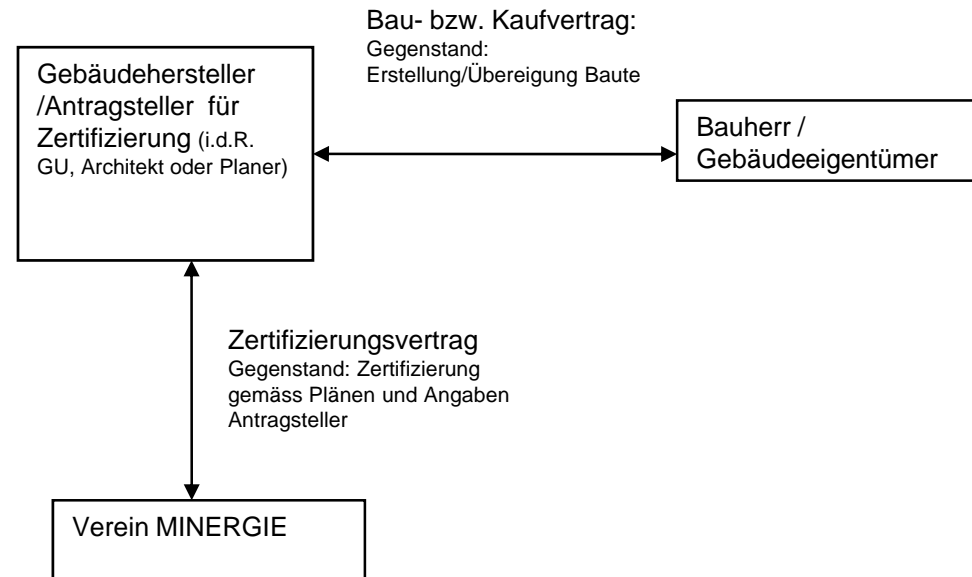 Bau- bzw. Kaufvertrag:
Gegenstand:
Erstellung/Übereigung Baute
Gebäudehersteller
/Antragsteller für
Zertifizierung (i.d.R.
GU, Architekt oder Planer)
Bauherr /
Gebäudeeigentümer
Zertifizierungsvertrag
Gegenstand: Zertifizierung
gemäss Plänen und Angaben
Antragsteller
Verein MINERGIE